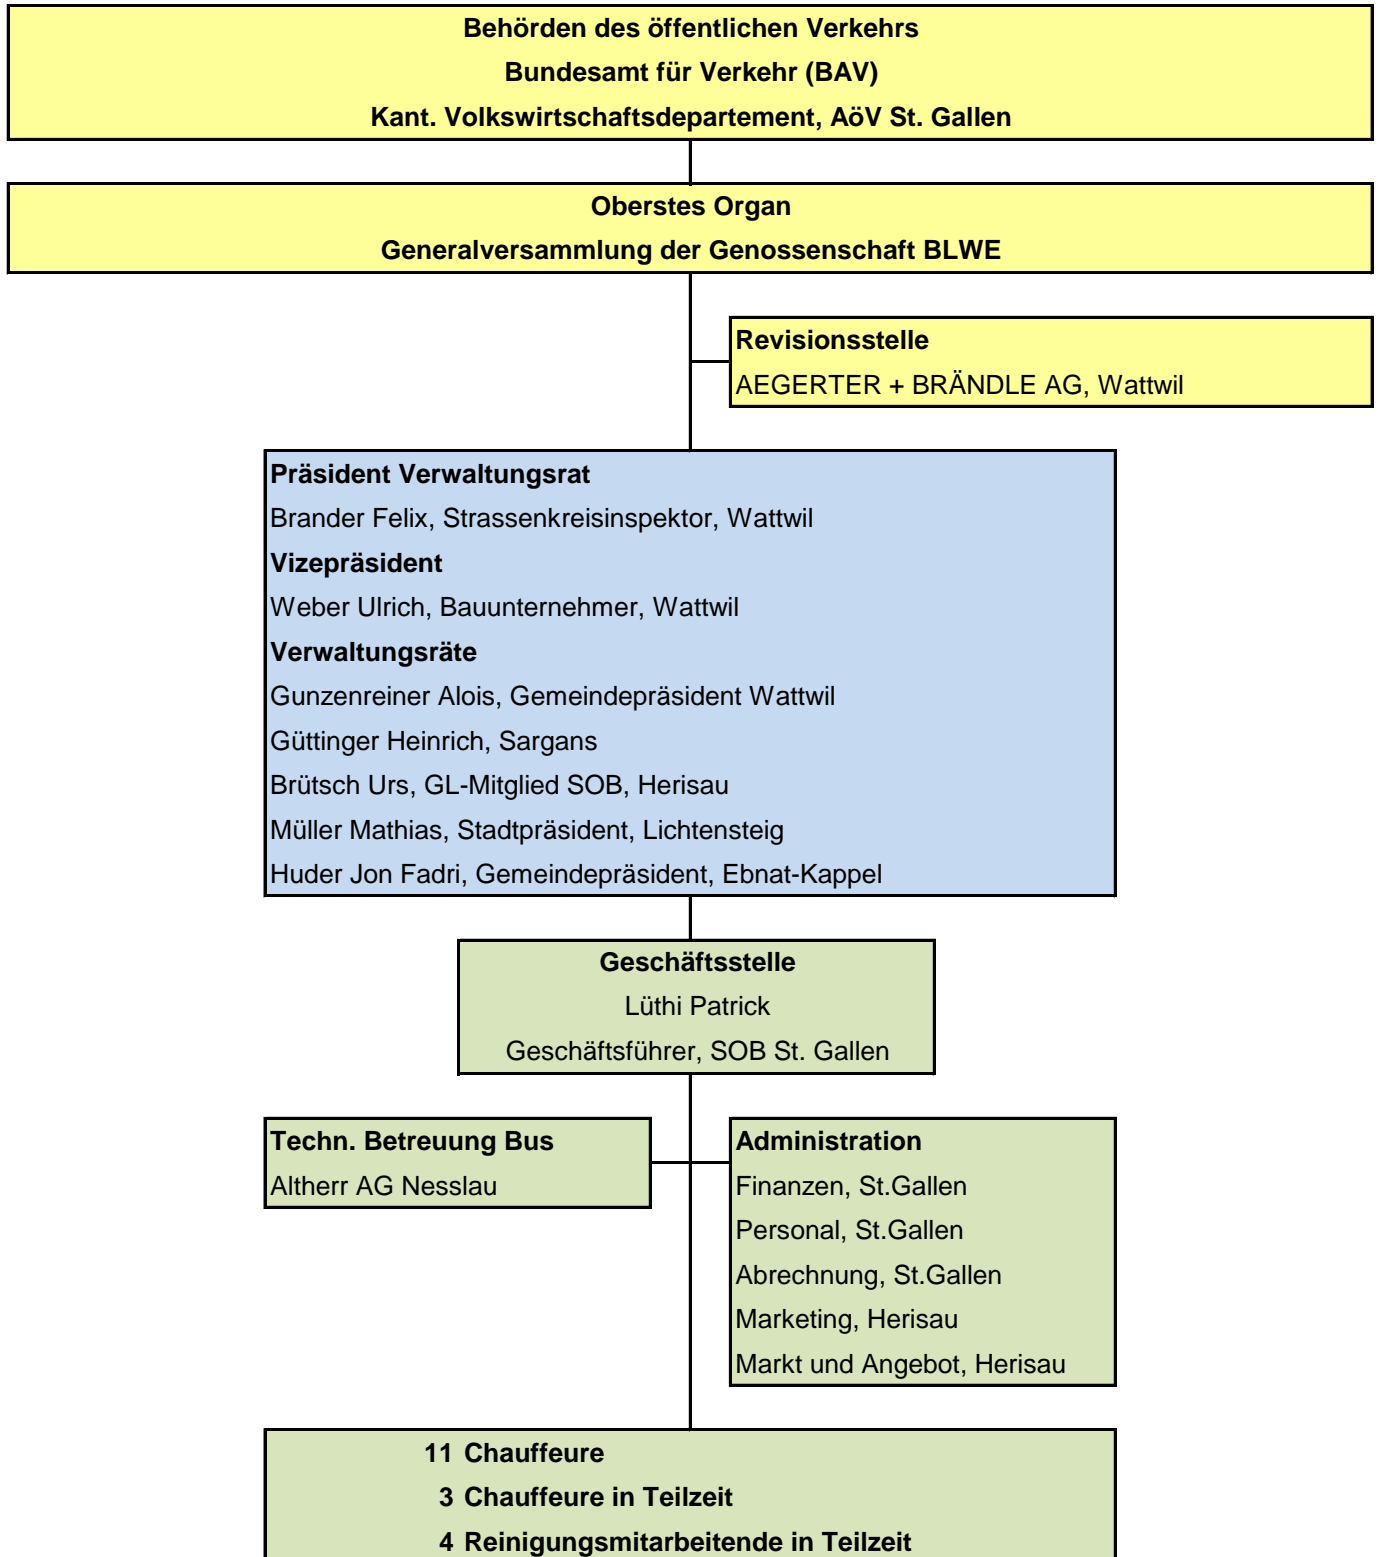 Behörden des öffentlichen Verkehrs
Bundesamt für Verkehr (BAV)
Kant. Volkswirtschaftsdepartement, AöV St. Gallen
Oberstes Organ
Generalversammlung der Genossenschaft BLWE
Revisionsstelle
AEGERTER + BRÄNDLE AG, Wattwil
Präsident Verwaltungsrat
Brander Felix, Strassenkreisinspektor, Wattwil
Vizepräsident
Weber Ulrich, Bauunternehmer, Wattwil
Verwaltungsräte
Gunzenreiner Alois, Gemeindepräsident Wattwil
Güttinger Heinrich, Sargans
Brütsch Urs, GL-Mitglied SOB, Herisau
Müller Mathias, Stadtpräsident, Lichtensteig
Huder Jon Fadri, Gemeindepräsident, Ebnat-Kappel
Geschäftsstelle
Lüthi Patrick
Geschäftsführer, SOB St. Gallen
Techn. Betreuung Bus
Altherr AG Nesslau
Administration
Finanzen, St.Gallen
Personal, St.Gallen
Abrechnung, St.Gallen
Marketing, Herisau
Markt und Angebot, Herisau
11 Chauffeure
3 Chauffeure in Teilzeit
4 Reinigungsmitarbeitende in Teilzeit